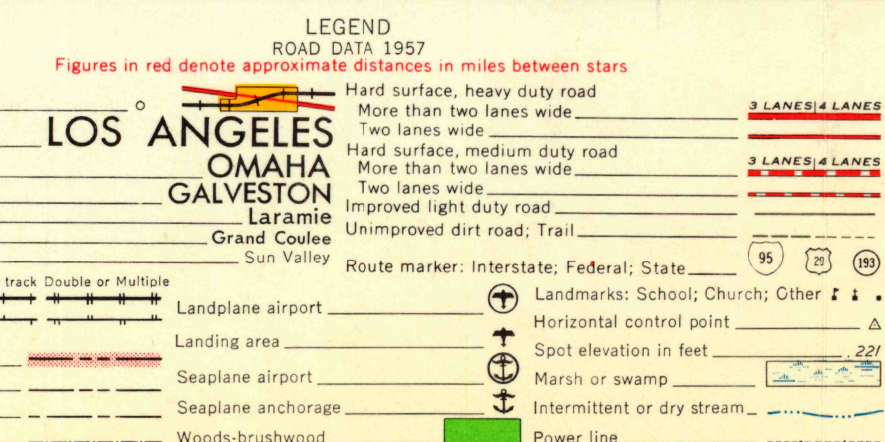 LEGEND
ROAD DATA 1957
Figures in red denote approximate distances in miles between stars
LOS ANGELES
OMAHA
GALVESTON
Laramie
Grand Coulee
Sun Valley
track Double or Multiple
Hard surface, heavy duty road
More than two lanes wide
3 LANES|4 LANES
Two lanes wide
Hard surface, medium duty road
More than two lanes wide
3 LANES|4 LANES
Two lanes wide
Improved light duty road
Unimproved dirt road; Trail
Route marker: Interstate; Federal; State
95 29 193
Landplane airport
Landing area
Seaplane airport
Seaplane anchorage
Woods-brushwood
Landmarks: School; Church; Other
Horizontal control point
Spot elevation in feet .221
Marsh or swamp
Intermittent or dry stream
Power line